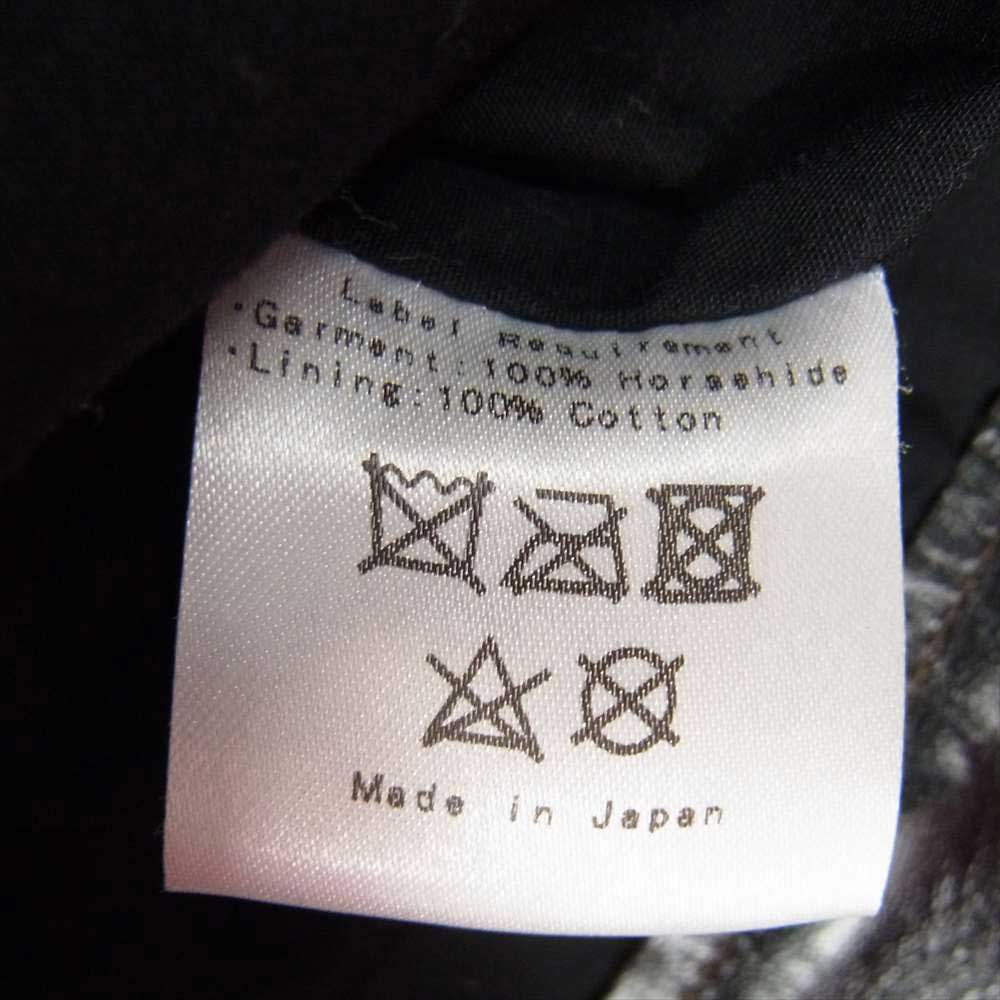 Label Requirement
・Garment:100% Horsehide
・Lining:100% Cotton
Made in Japan